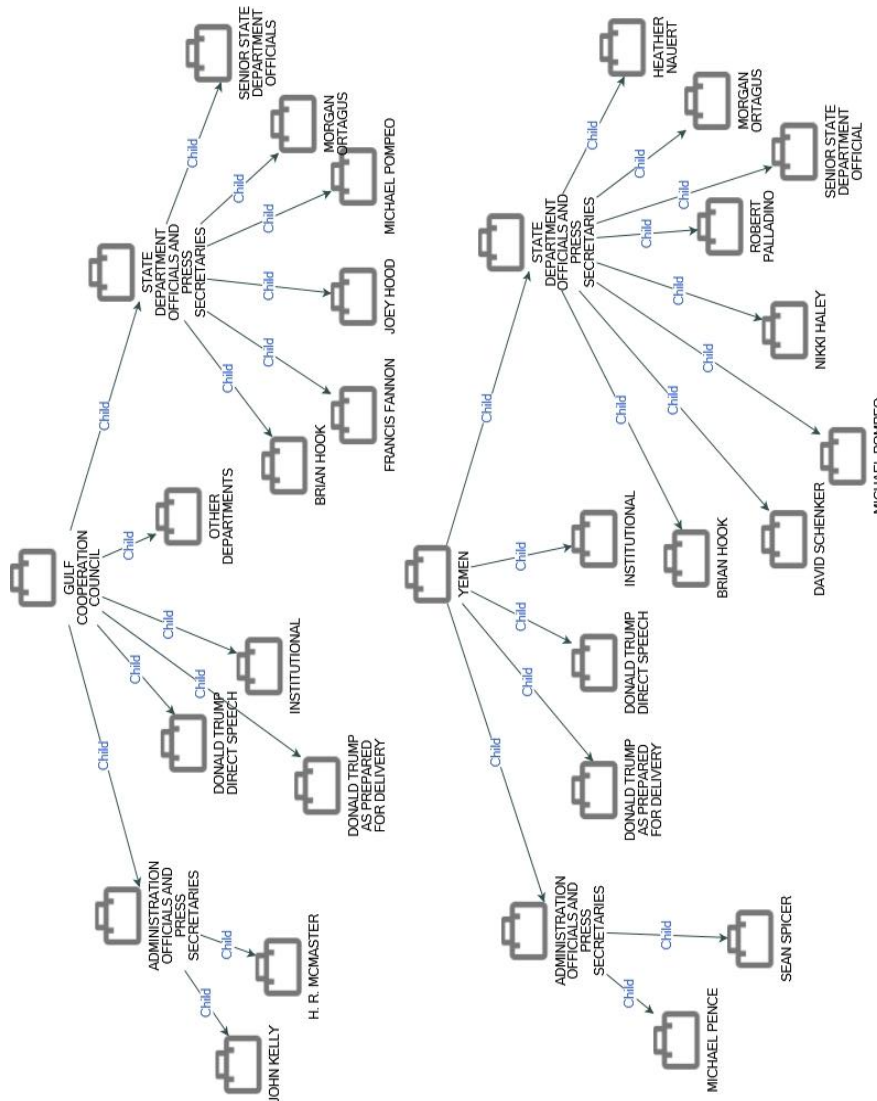 GULF
COOPERATION
COUNCIL
Child
Child
Child
Child
Child
Child
ADMINISTRATION
OFFICIALS AND
PRESS
SECRETARIES
DONALD TRUMP
DIRECT SPEECH
DONALD TRUMP
AS PREPARED
FOR DELIVERY
INSTITUTIONAL
OTHER
DEPARTMENTS
STATE
DEPARTMENT
OFFICIALS AND
PRESS
SECRETARIES
Child
Child
JOHN KELLY
H. R. MCMASTER
Child
Child
Child
Child
Child
Child
BRIAN HOOK
FRANCIS FANNON
JOEY HOOD
MICHAEL POMPEO
MORGAN
ORTAGUS
SENIOR STATE
DEPARTMENT
OFFICIALS
YEMEN
Child
Child
Child
Child
Child
ADMINISTRATION
OFFICIALS AND
PRESS
SECRETARIES
DONALD TRUMP
AS PREPARED
FOR DELIVERY
DONALD TRUMP
DIRECT SPEECH
INSTITUTIONAL
STATE
DEPARTMENT
OFFICIALS AND
PRESS
SECRETARIES
Child
Child
MICHAEL PENCE
SEAN SPICER
Child
Child
Child
Child
Child
Child
Child
Child
BRIAN HOOK
DAVID SCHENKER
MICHAEL POMPEO
NIKKI HALEY
ROBERT
PALLADINO
SENIOR STATE
DEPARTMENT
OFFICIAL
MORGAN
ORTAGUS
HEATHER
NAUERT